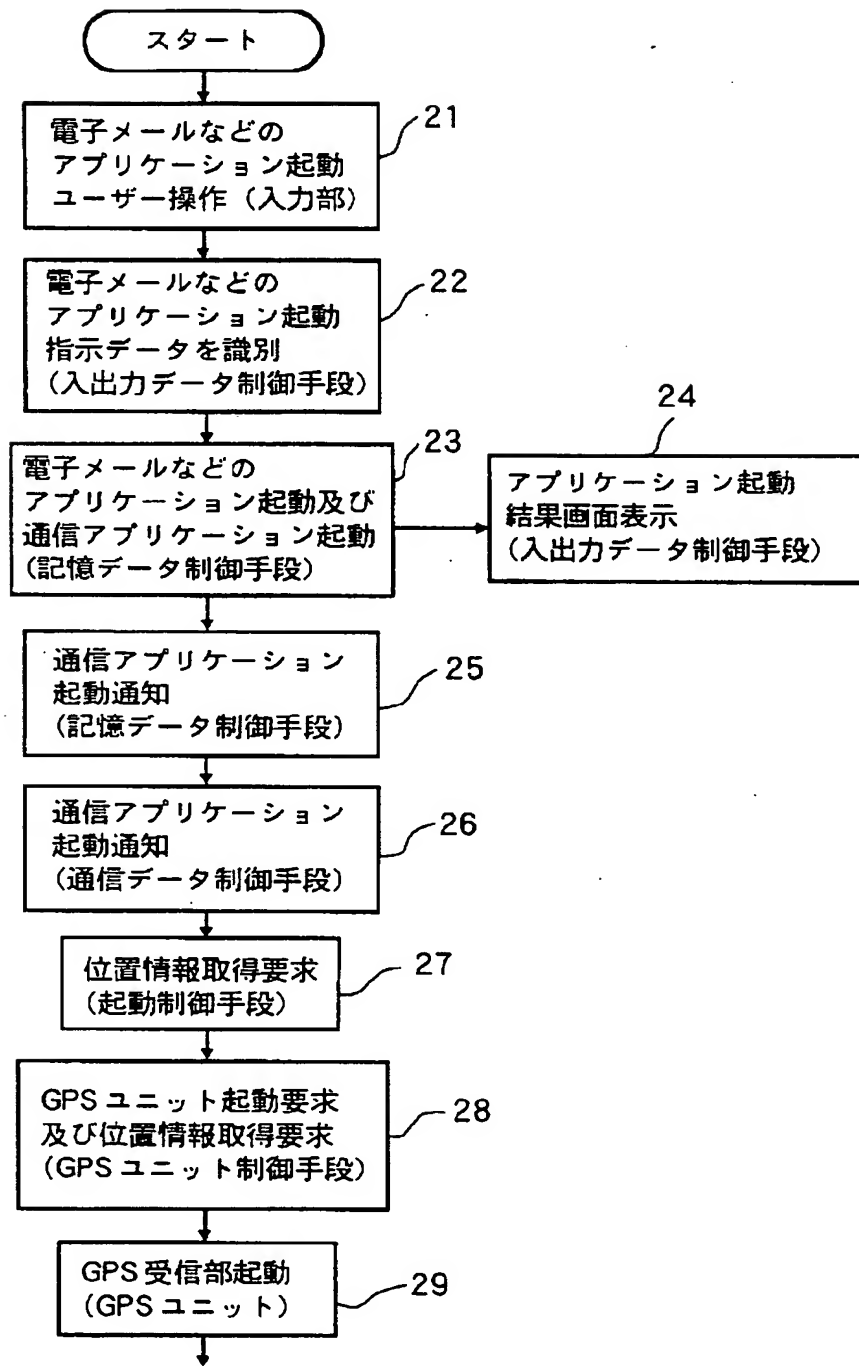 スタート
電子メールなどの
アプリケーション起動
ユーザー操作（入力部）
21
電子メールなどの
アプリケーション起動
指示データを識別
(入出力データ制御手段)
22
電子メールなどの
アプリケーション起動及び
通信アプリケーション起動
(記憶データ制御手段)
23
アプリケーション起動
結果画面表示
(入出力データ制御手段)
24
通信アプリケーション
起動通知
(記憶データ制御手段)
25
通信アプリケーション
起動通知
(通信データ制御手段)
26
位置情報取得要求
(起動制御手段)
27
GPSユニット起動要求
及び位置情報取得要求
(GPSユニット制御手段)
28
GPS受信部起動
(GPSユニット)
29